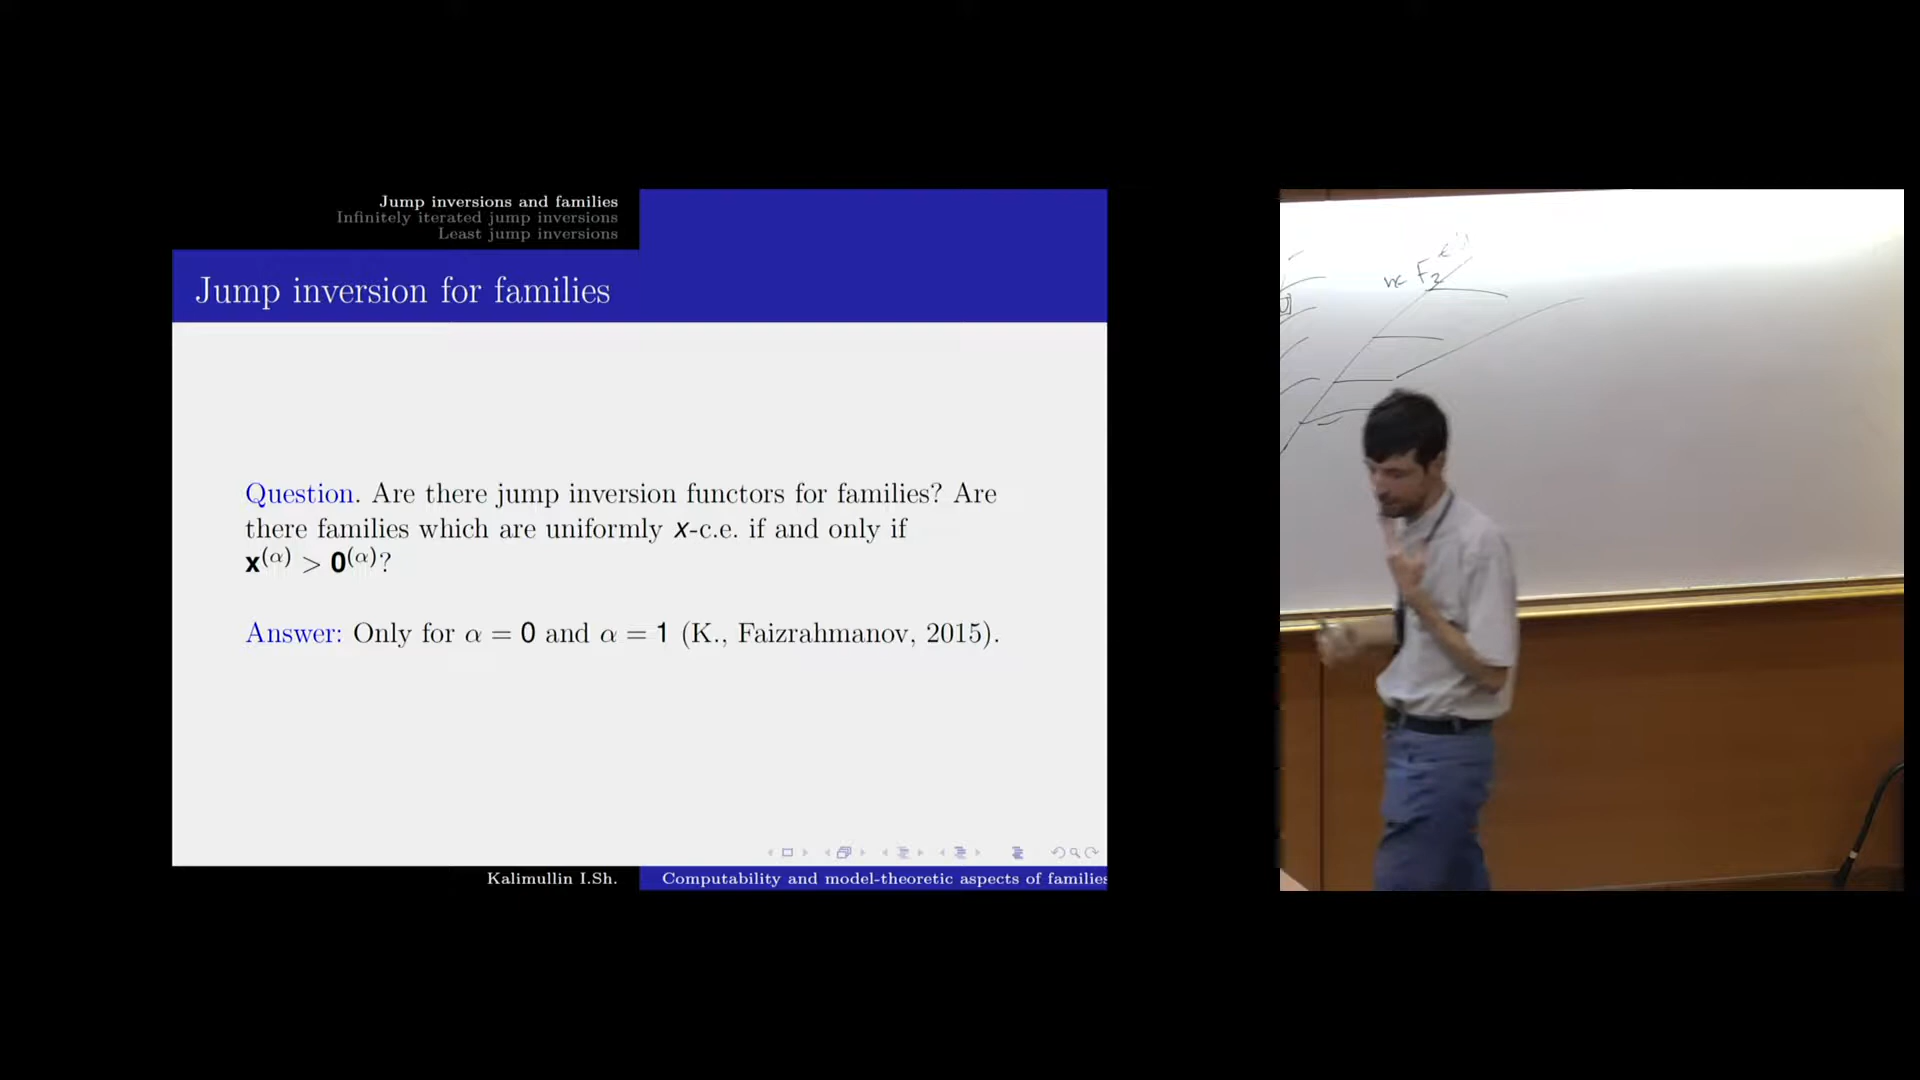 Jump inversions and families
Infinitely iterated jump inversions
Least jump inversions
Jump inversion for families
Question. Are there jump inversion functors for families? Are
there families which are uniformly x-c.e. if and only if
x^(α) > 0^(α)?
Answer: Only for α = 0 and α = 1 (K., Faizrahmanov, 2015).
Kalimullin I.Sh.
Computability and model-theoretic aspects of families